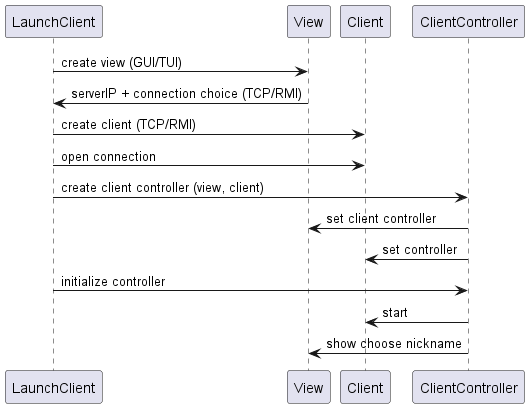 LaunchClient View Client ClientController
create view (GUI/TUI)
serverIP + connection choice (TCP/RMI)
create client (TCP/RMI)
open connection
create client controller (view, client)
set client controller
set controller
initialize controller
start
show choose nickname
LaunchClient View Client ClientController